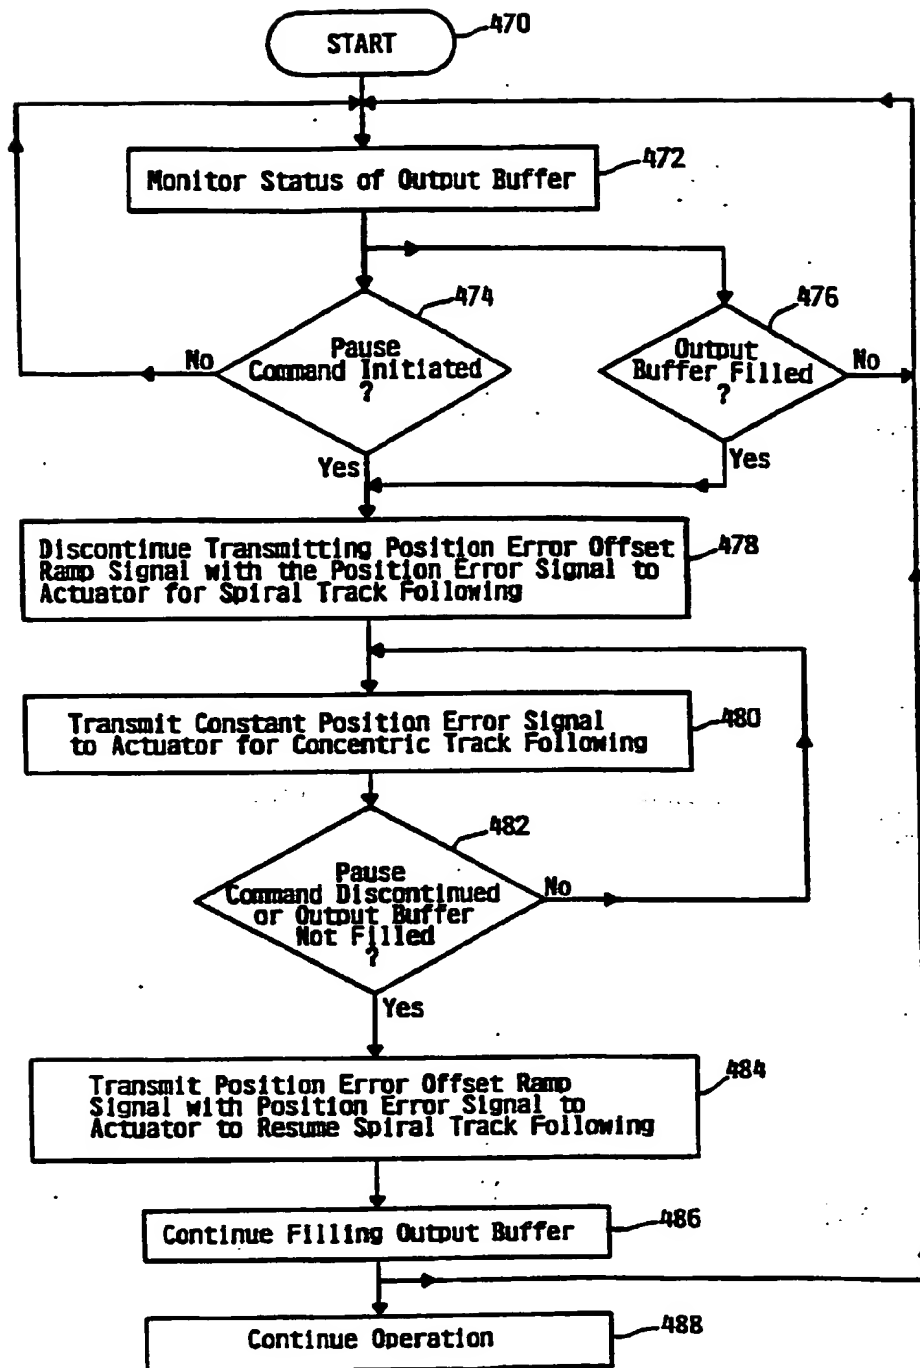 START
470
Monitor Status of Output Buffer
472
474
476
Pause
Command Initiated
?
No
Yes
Output
Buffer Filled
?
No
Yes
Discontinue Transmitting Position Error Offset
Ramp Signal with the Position Error Signal to
Actuator for Spiral Track Following
478
Transmit Constant Position Error Signal
to Actuator for Concentric Track Following
480
482
Pause
Command Discontinued
or Output Buffer
Not Filled
?
No
Yes
Transmit Position Error Offset Ramp
Signal with Position Error Signal to
Actuator to Resume Spiral Track Following
484
Continue Filling Output Buffer
486
Continue Operation
488